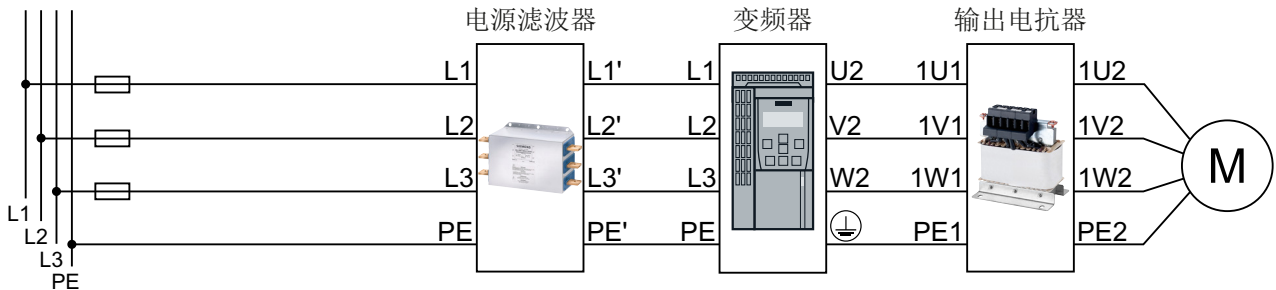 电源滤波器 变频器 输出电抗器
L1 L1' L1 U2 1U1 1U2
L2 L2' L2 V2 1V1 1V2
L3 L3' L3 W2 1W1 1W2
PE PE' PE PE1 PE2
M
L1
L2
L3
PE